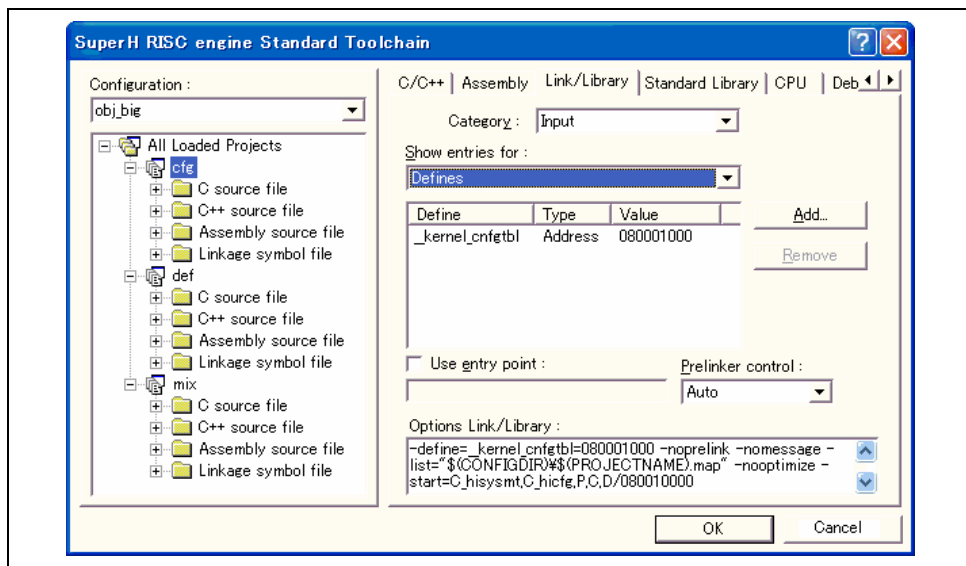 SuperH RISC engine Standard Toolchain
Configuration :
obj_big
All Loaded Projects
cfg
C source file
C++ source file
Assembly source file
Linkage symbol file
def
C source file
C++ source file
Assembly source file
Linkage symbol file
mix
C source file
C++ source file
Assembly source file
Linkage symbol file
C/C++ Assembly Link/Library Standard Library CPU Deb
Category : Input
Show entries for :
Defines
Define Type Value
_kernel_cnfgtbl Address 080001000
Add...
Remove
Use entry point :
Prelinker control :
Auto
Options Link/Library :
-define=_kernel_cnfgtbl=080001000 -noprelink -nomessage -
list="$(CONFIGDIR)¥$(PROJECTNAME).map" -nooptimize -
start=C_hisysmt,C_hicfg,P,C,D/080010000
OK Cancel